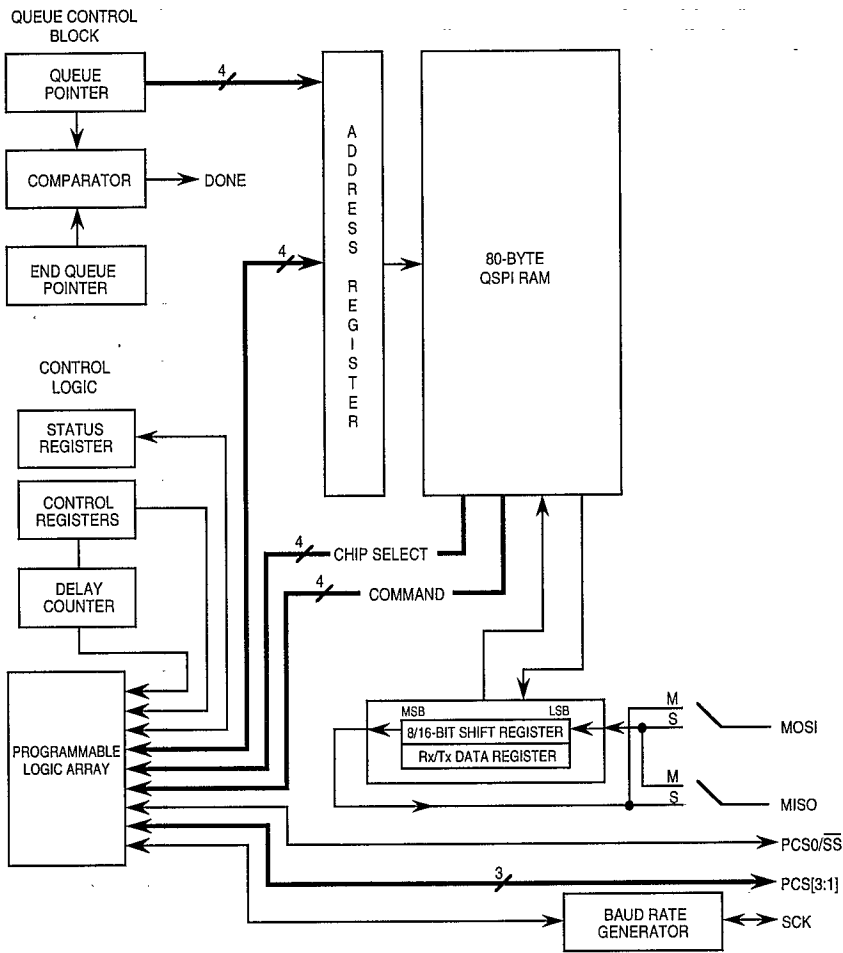 QUEUE CONTROL
BLOCK
QUEUE
POINTER
4
COMPARATOR
DONE
END QUEUE
POINTER
4
ADDRESS REGISTER
80-BYTE
QSPI RAM
CONTROL
LOGIC
STATUS
REGISTER
CONTROL
REGISTERS
DELAY
COUNTER
4
CHIP SELECT
4
COMMAND
PROGRAMMABLE
LOGIC ARRAY
MSB
LSB
8/16-BIT SHIFT REGISTER
Rx/Tx DATA REGISTER
M
S
MOSI
M
S
MISO
PCS0/S̅S̅
3
PCS[3:1]
BAUD RATE
GENERATOR
SCK